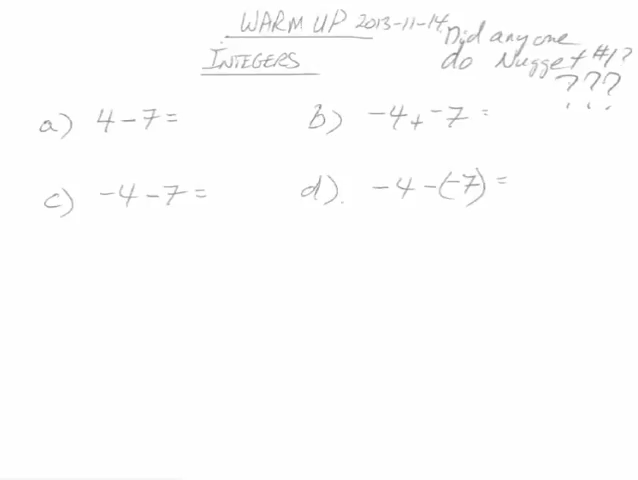 WARM UP 2013-11-14
Did anyone
INTEGERS
do Nugget #1?
???
a) 4-7=
b) -4+-7=
c) -4-7=
d). -4-(-7)=